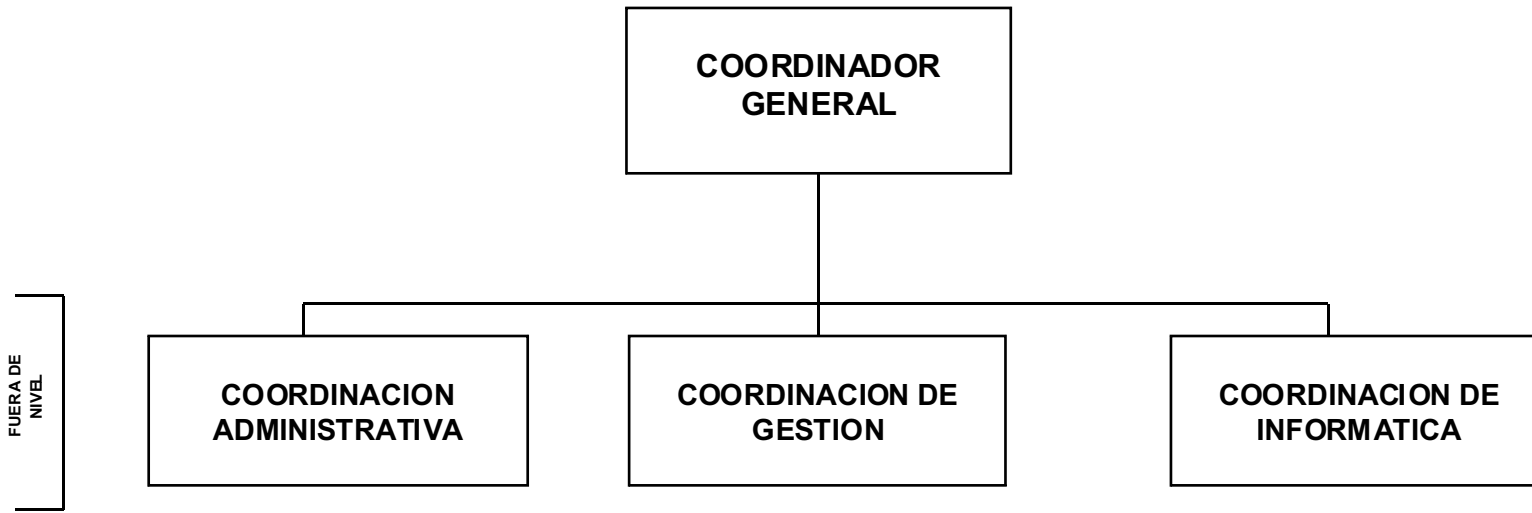 COORDINADOR
GENERAL
FUERA DE
NIVEL
COORDINACION
ADMINISTRATIVA
COORDINACION DE
GESTION
COORDINACION DE
INFORMATICA